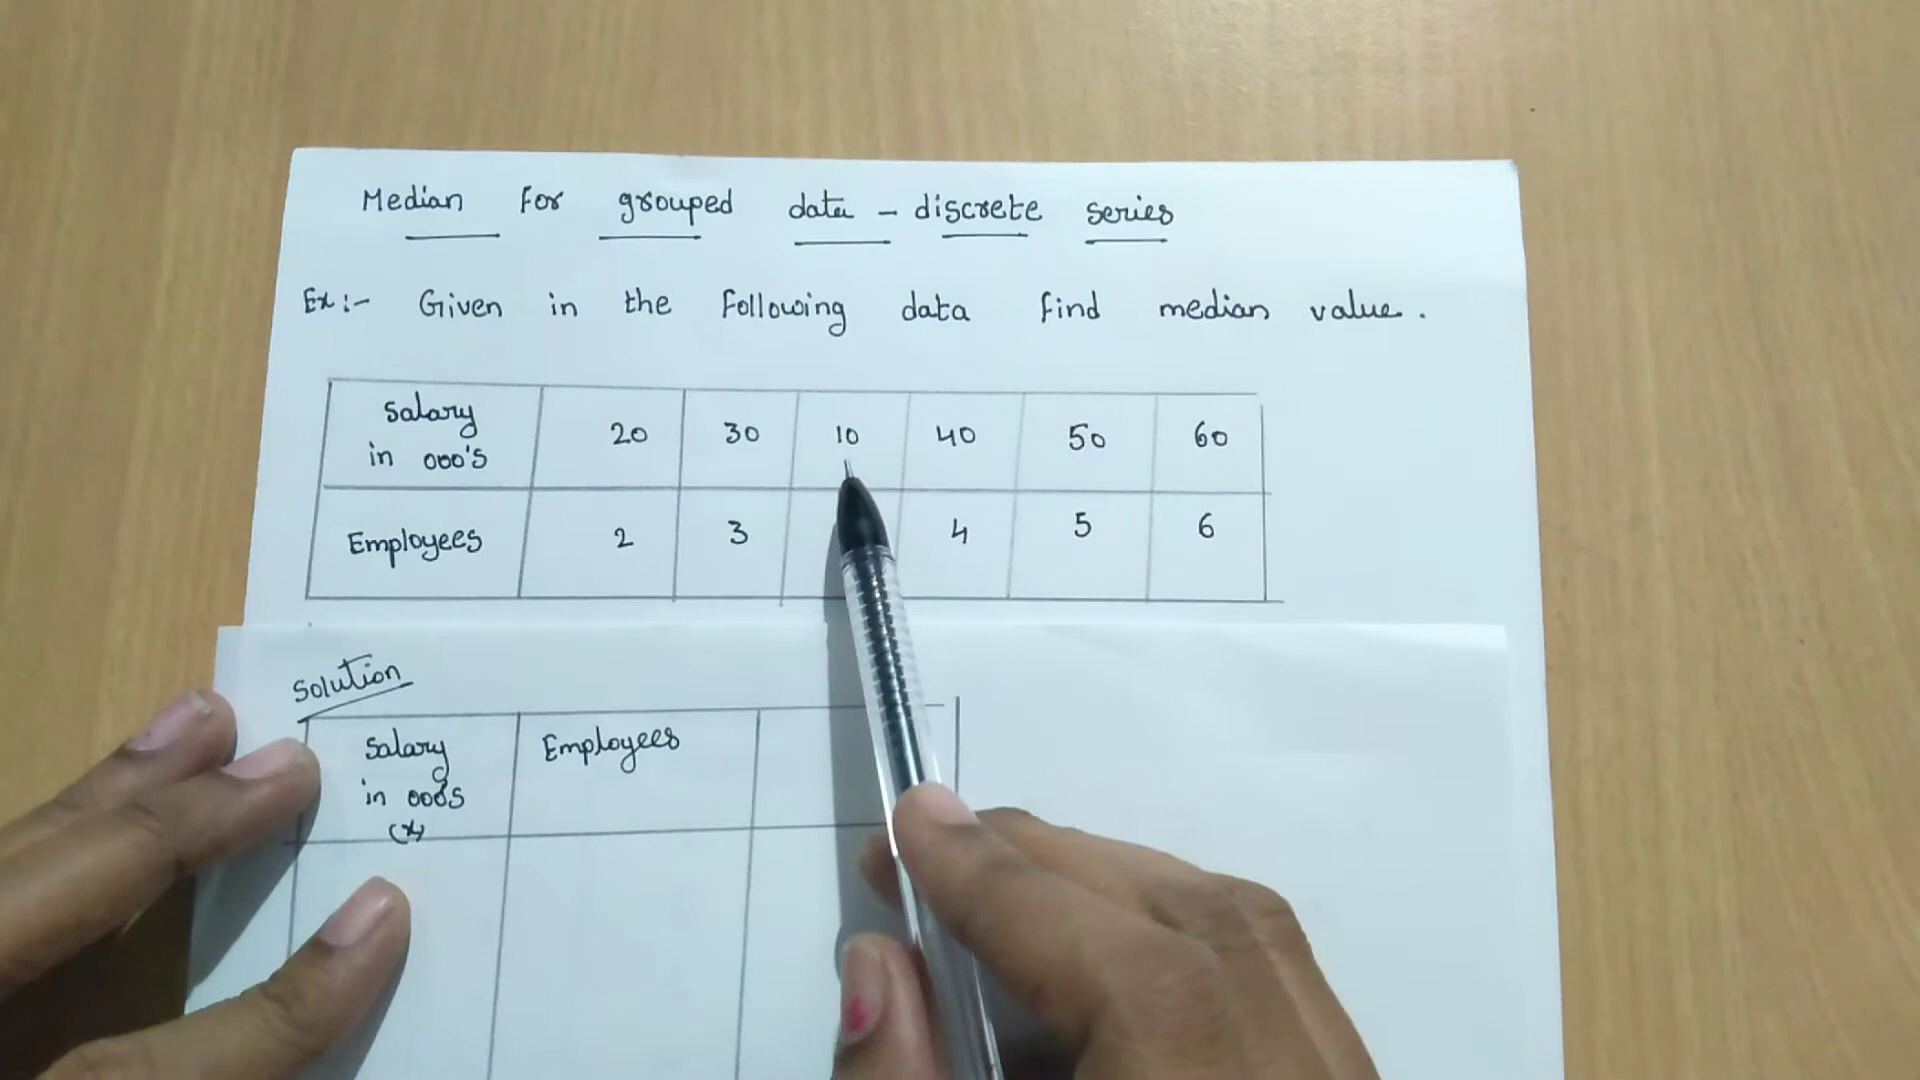 Median for grouped data - discrete series
Ex:- Given in the following data find median value.
Salary in 000's 20 30 10 40 50 60
Employees 2 3 4 5 6
Solution
Salary in 000's (x) Employees